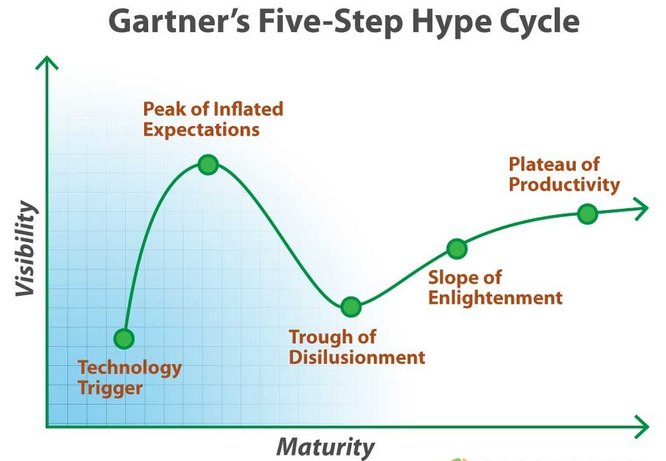 Gartner’s Five-Step Hype Cycle
Peak of Inflated
Expectations
Plateau of
Productivity
Visibility
Slope of
Enlightenment
Trough of
Disilusionment
Technology
Trigger
Maturity